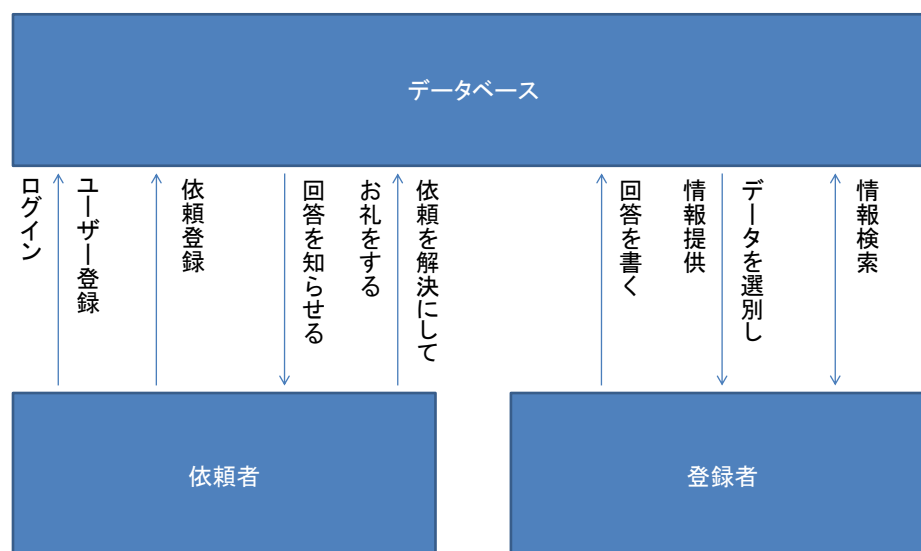 データベース
ユーザー登録
ログイン
依頼登録
回答を知らせる
依頼を解決にして
お礼をする
回答を書く
データを選別し
情報提供
情報検索
依頼者
登録者